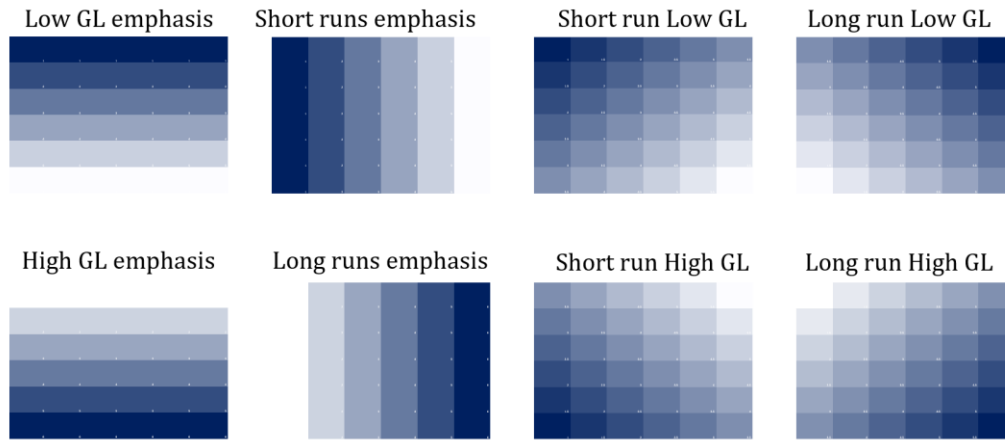 Low GL emphasis
Short runs emphasis
Short run Low GL
Long run Low GL
High GL emphasis
Long runs emphasis
Short run High GL
Long run High GL